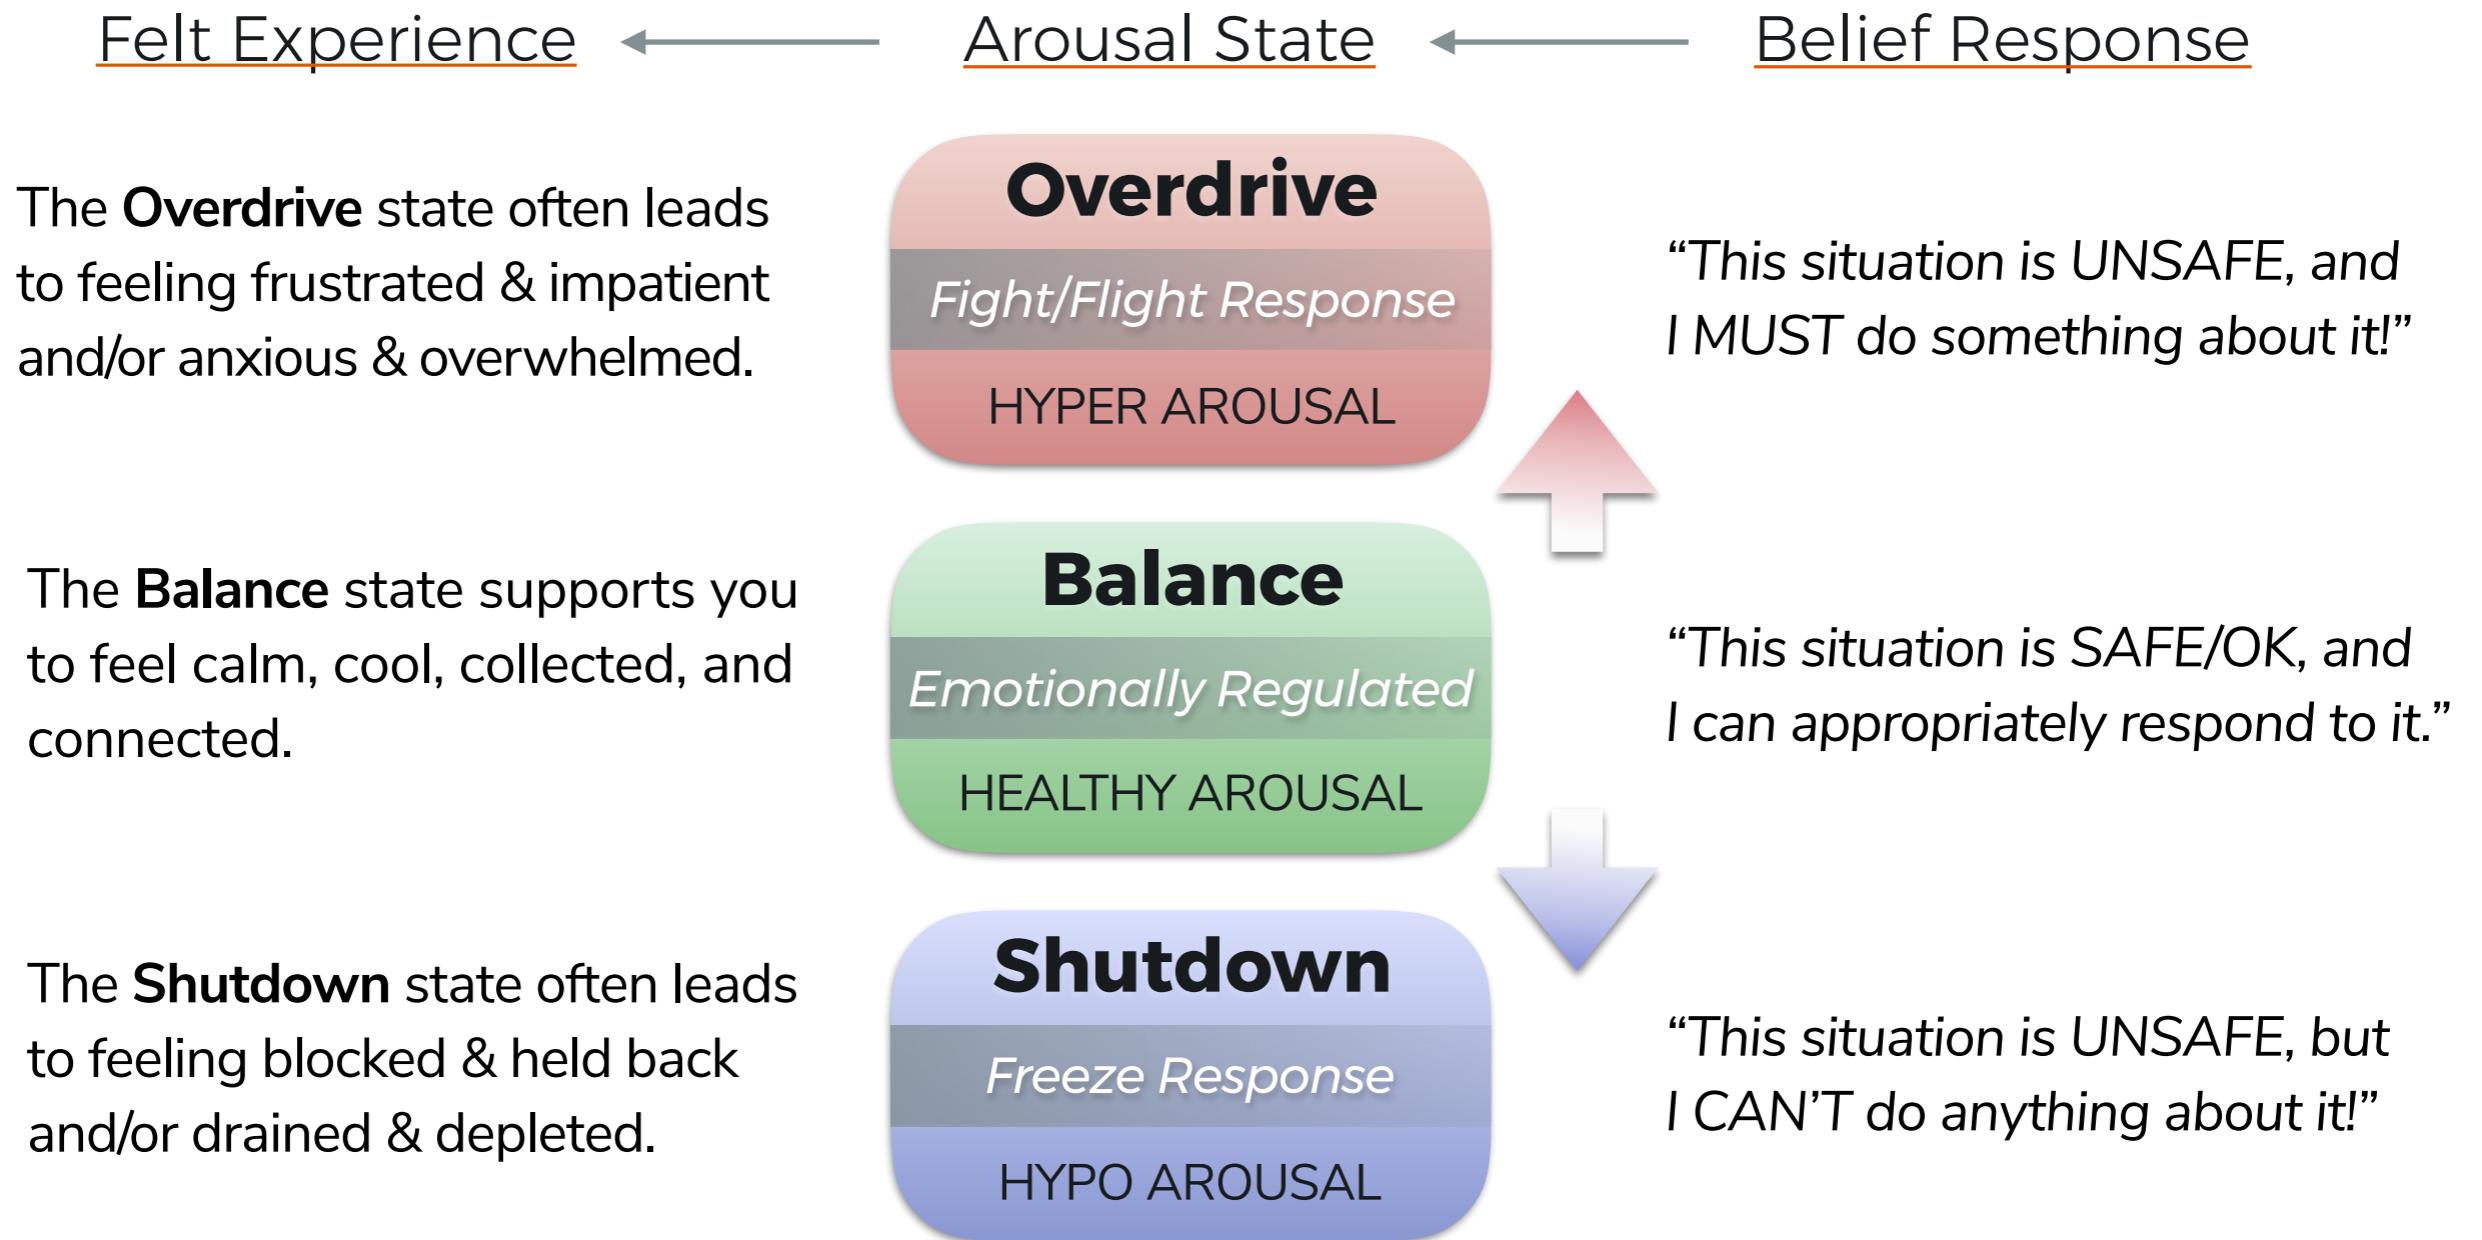 Felt Experience
Arousal State
Belief Response
The Overdrive state often leads
to feeling frustrated & impatient
and/or anxious & overwhelmed.
Overdrive
Fight/Flight Response
HYPER AROUSAL
“This situation is UNSAFE, and
I MUST do something about it!”
The Balance state supports you
to feel calm, cool, collected, and
connected.
Balance
Emotionally Regulated
HEALTHY AROUSAL
“This situation is SAFE/OK, and
I can appropriately respond to it.”
The Shutdown state often leads
to feeling blocked & held back
and/or drained & depleted.
Shutdown
Freeze Response
HYPO AROUSAL
“This situation is UNSAFE, but
I CAN’T do anything about it!”